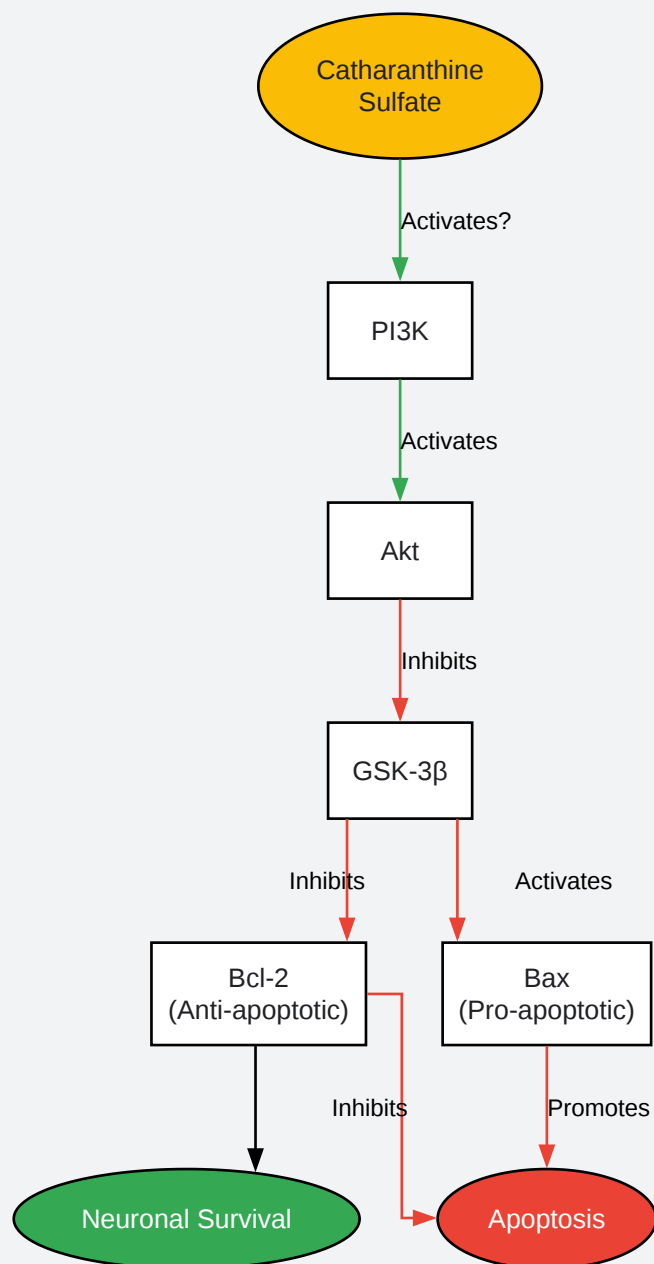 Catharanthine
Sulfate
Activates?
PI3K
Activates
Akt
Inhibits
GSK-3β
Inhibits
Activates
Bcl-2
(Anti-apoptotic)
Bax
(Pro-apoptotic)
Inhibits
Promotes
Neuronal Survival
Apoptosis